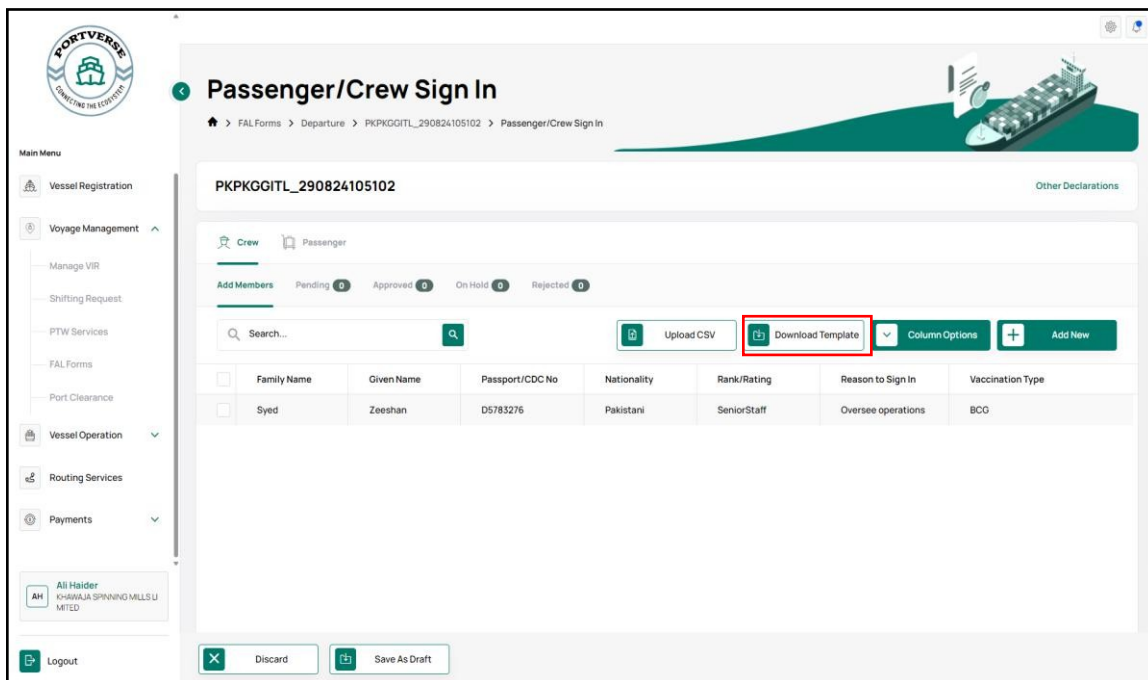 PORTVERSE
CONNECTING THE ECOSYSTEM
Passenger/Crew Sign In
FAL Forms > Departure > PKPKGGITL_290824105102 > Passenger/Crew Sign In
Main Menu
Vessel Registration
Voyage Management
Manage VIR
Shifting Request
PTW Services
FAL Forms
Port Clearance
Vessel Operation
Routing Services
Payments
AH
Ali Haider
KHAWAJA SPINNING MILLS LI
MITED
Logout
PKPKGGITL_290824105102 Other Declarations
Crew Passenger
Add Members Pending 0 Approved 0 On Hold 0 Rejected 0
Search... Upload CSV Download Template Column Options Add New
Family Name Given Name Passport/CDC No Nationality Rank/Rating Reason to Sign In Vaccination Type
Syed Zeeshan D5783276 Pakistani SeniorStaff Oversee operations BCG
Discard Save As Draft